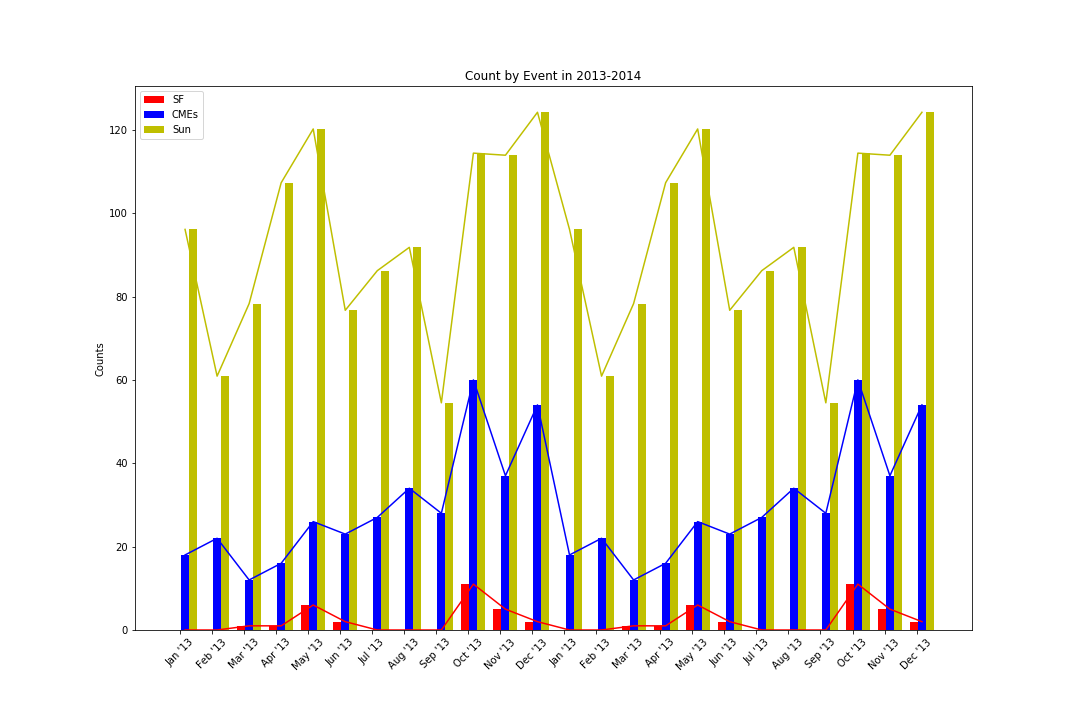 Count by Event in 2013-2014
SF
CMEs
Sun
Counts
120
100
80
60
40
20
0
Jan '13
Feb '13
Mar '13
Apr '13
May '13
Jun '13
Jul '13
Aug '13
Sep '13
Oct '13
Nov '13
Dec '13
Jan '13
Feb '13
Mar '13
Apr '13
May '13
Jun '13
Jul '13
Aug '13
Sep '13
Oct '13
Nov '13
Dec '13